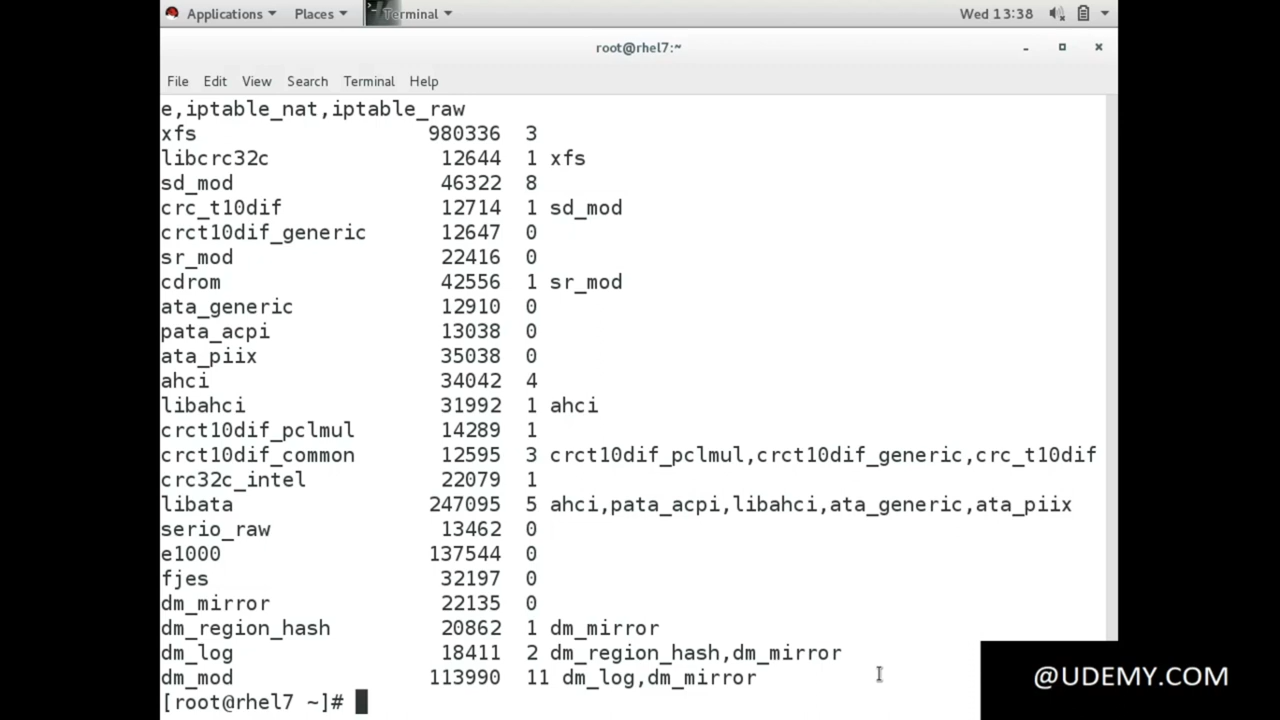 Applications Places Terminal Wed 13:38
root@rhel7:~
File Edit View Search Terminal Help
e,iptable_nat,iptable_raw
xfs 980336 3
libcrc32c 12644 1 xfs
sd_mod 46322 8
crc_t10dif 12714 1 sd_mod
crct10dif_generic 12647 0
sr_mod 22416 0
cdrom 42556 1 sr_mod
ata_generic 12910 0
pata_acpi 13038 0
ata_piix 35038 0
ahci 34042 4
libahci 31992 1 ahci
crct10dif_pclmul 14289 1
crct10dif_common 12595 3 crct10dif_pclmul,crct10dif_generic,crc_t10dif
crc32c_intel 22079 1
libata 247095 5 ahci,pata_acpi,libahci,ata_generic,ata_piix
serio_raw 13462 0
e1000 137544 0
fjes 32197 0
dm_mirror 22135 0
dm_region_hash 20862 1 dm_mirror
dm_log 18411 2 dm_region_hash,dm_mirror
dm_mod 113990 11 dm_log,dm_mirror
[root@rhel7 ~]#
@UDEMY.COM